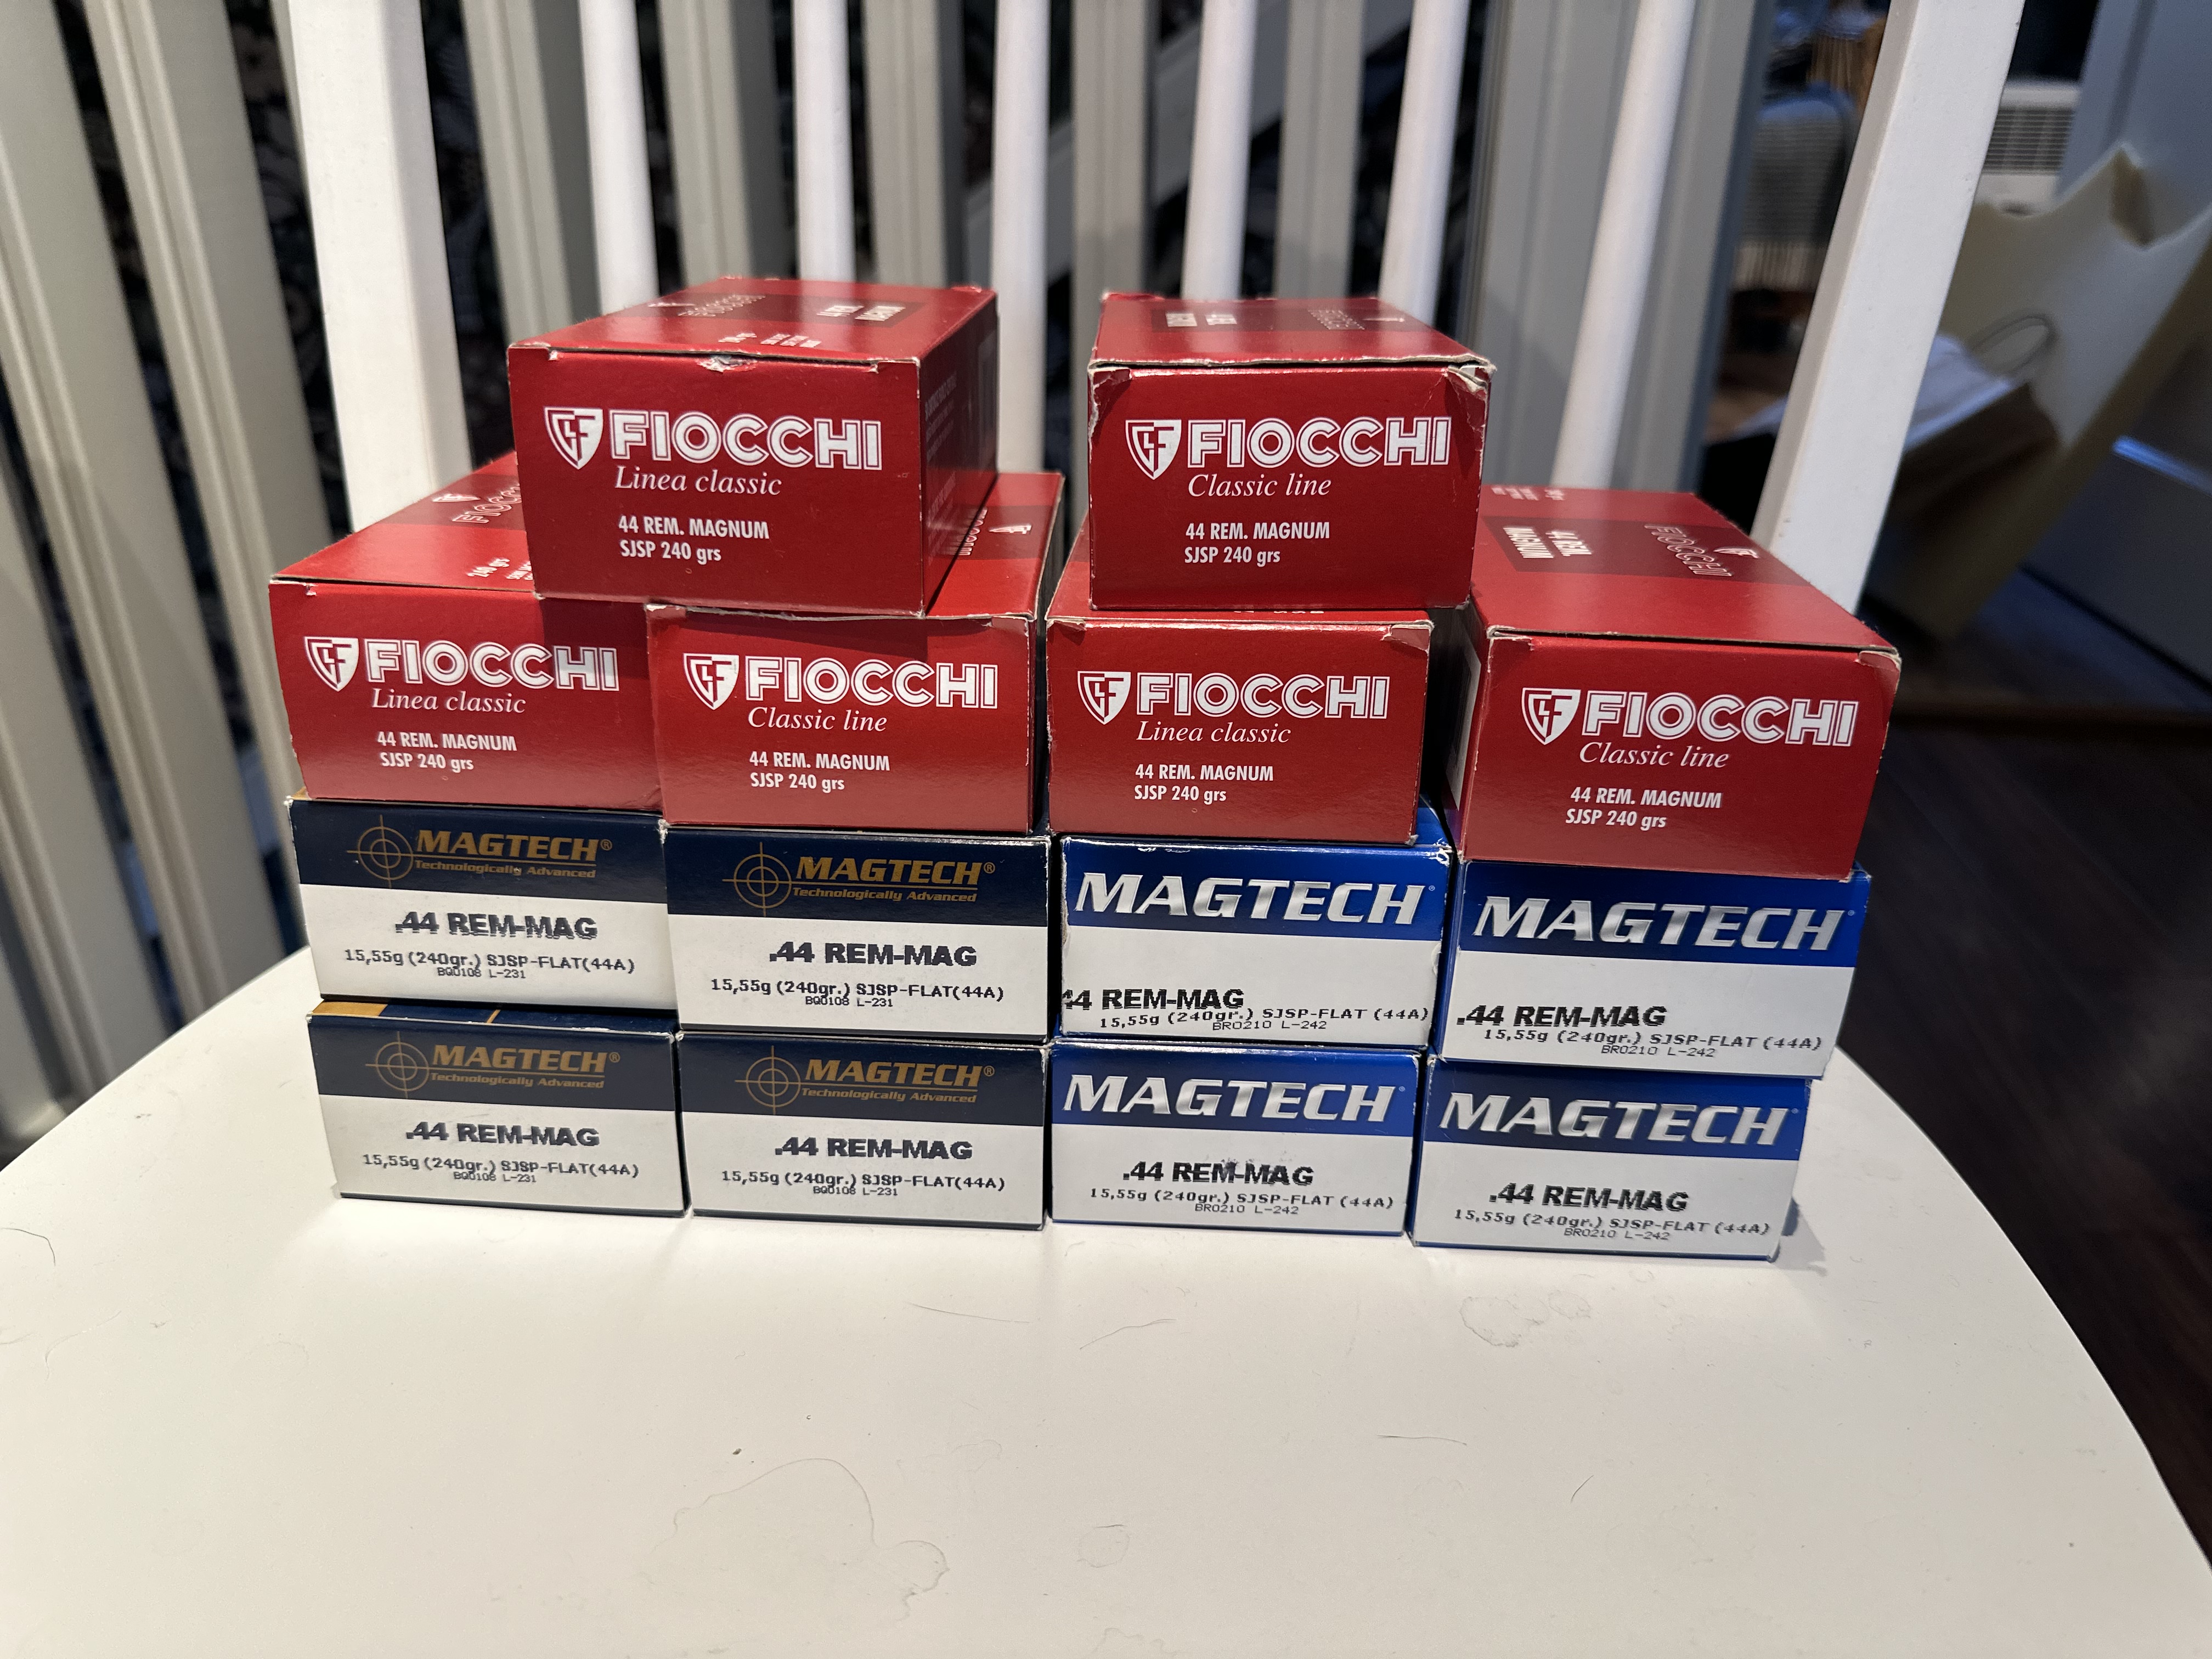 FIOCCHI
Linea classic
44 REM. MAGNUM
SJSP 240 grs
FIOCCHI
Classic line
44 REM. MAGNUM
SJSP 240 grs
FIOCCHI
Linea classic
44 REM. MAGNUM
SJSP 240 grs
FIOCCHI
Classic line
44 REM. MAGNUM
SJSP 240 grs
FIOCCHI
Linea classic
44 REM. MAGNUM
SJSP 240 grs
44 REM.
MAGNUM
FIOCCHI
FIOCCHI
Classic line
44 REM. MAGNUM
SJSP 240 grs
MAGTECH®
Technologically Advanced
.44 REM-MAG
15,55g (240gr.) SJSP-FLAT(44A)
BQ0108 L-231
MAGTECH®
Technologically Advanced
.44 REM-MAG
15,55g (240gr.) SJSP-FLAT(44A)
BQ0108 L-231
MAGTECH
44 REM-MAG
15,55g (240gr.) SJSP-FLAT (44A)
BR0210 L-242
MAGTECH
.44 REM-MAG
15,55g (240gr.) SJSP-FLAT (44A)
BR0210 L-242
MAGTECH®
Technologically Advanced
.44 REM-MAG
15,55g (240gr.) SJSP-FLAT(44A)
BQ0108 L-231
MAGTECH®
Technologically Advanced
.44 REM-MAG
15,55g (240gr.) SJSP-FLAT(44A)
BQ0108 L-231
MAGTECH
.44 REM-MAG
15,55g (240gr.) SJSP-FLAT (44A)
BR0210 L-242
MAGTECH
.44 REM-MAG
15,55g (240gr.) SJSP-FLAT (44A)
BR0210 L-242